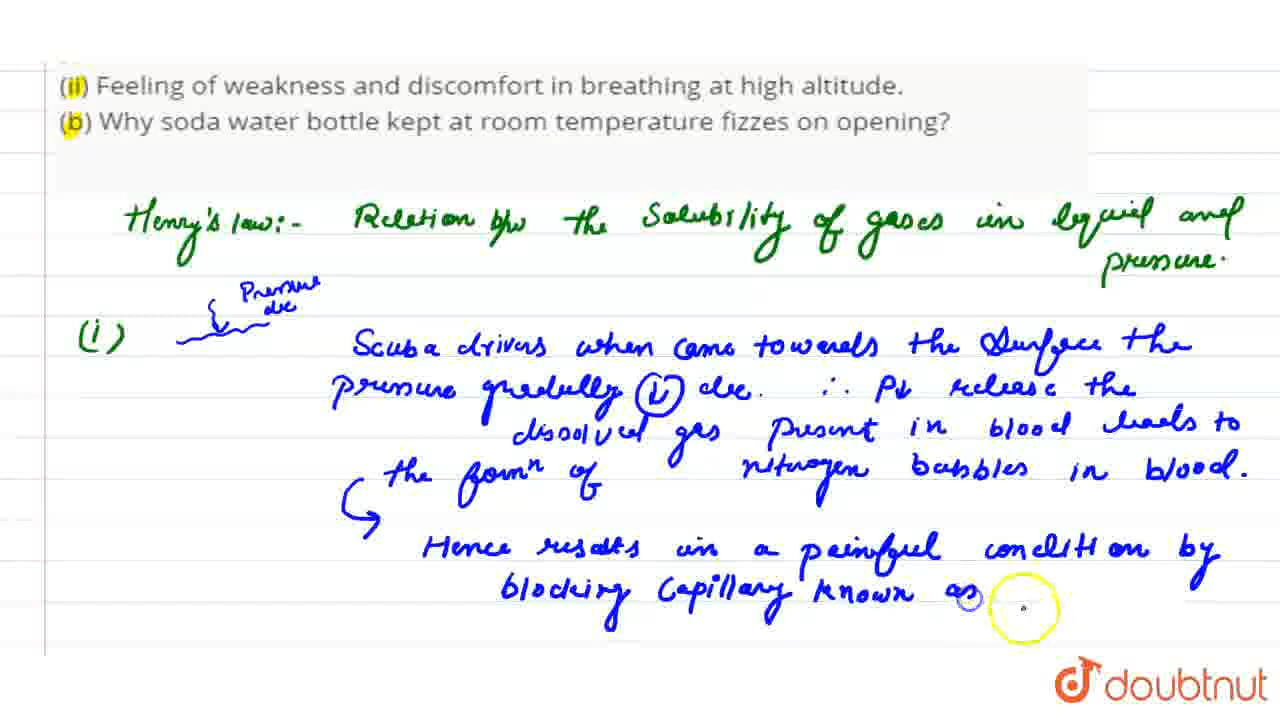 (ii) Feeling of weakness and discomfort in breathing at high altitude.
(b) Why soda water bottle kept at room temperature fizzes on opening?
Henry's law:- Relation b/w the Solubility of gases in liquid and
pressure.
Pressure
dec
(i)
Scuba drivers when came towards the Surface the
pressure gradually ↓ dec. ∴ P↓ release the
dissolved gas present in blood leads to
the formⁿ of nitrogen bubbles in blood.
Hence results in a painful condition by
blocking Capillary known as
doubtnut